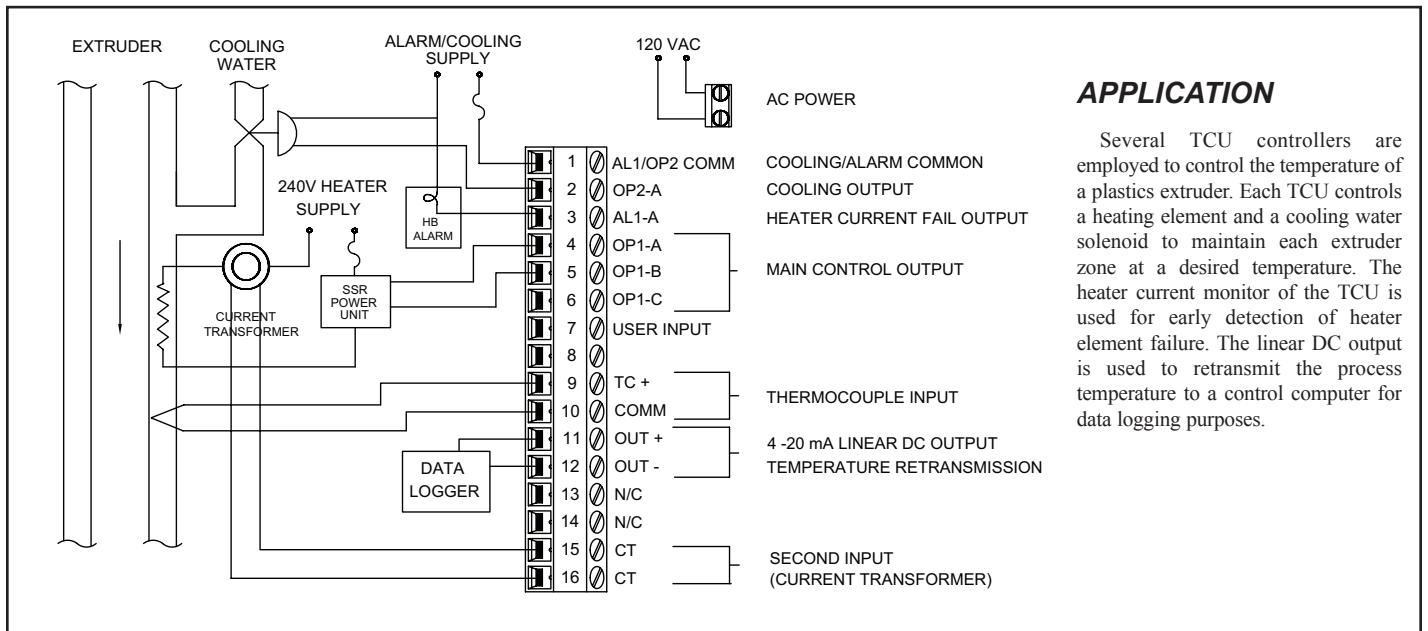 EXTRUDER
COOLING
WATER
ALARM/COOLING
SUPPLY
120 VAC
AC POWER
240V HEATER
SUPPLY
HB
ALARM
SSR
POWER
UNIT
CURRENT
TRANSFORMER
DATA
LOGGER
1 AL1/OP2 COMM COOLING/ALARM COMMON
2 OP2-A COOLING OUTPUT
3 AL1-A HEATER CURRENT FAIL OUTPUT
4 OP1-A
5 OP1-B MAIN CONTROL OUTPUT
6 OP1-C
7 USER INPUT
8
9 TC +
THERMOCOUPLE INPUT
10 COMM
11 OUT + 4 -20 mA LINEAR DC OUTPUT
12 OUT - TEMPERATURE RETRANSMISSION
13 N/C
14 N/C
15 CT SECOND INPUT
16 CT (CURRENT TRANSFORMER)
APPLICATION
Several TCU controllers are
employed to control the temperature of
a plastics extruder. Each TCU controls
a heating element and a cooling water
solenoid to maintain each extruder
zone at a desired temperature. The
heater current monitor of the TCU is
used for early detection of heater
element failure. The linear DC output
is used to retransmit the process
temperature to a control computer for
data logging purposes.